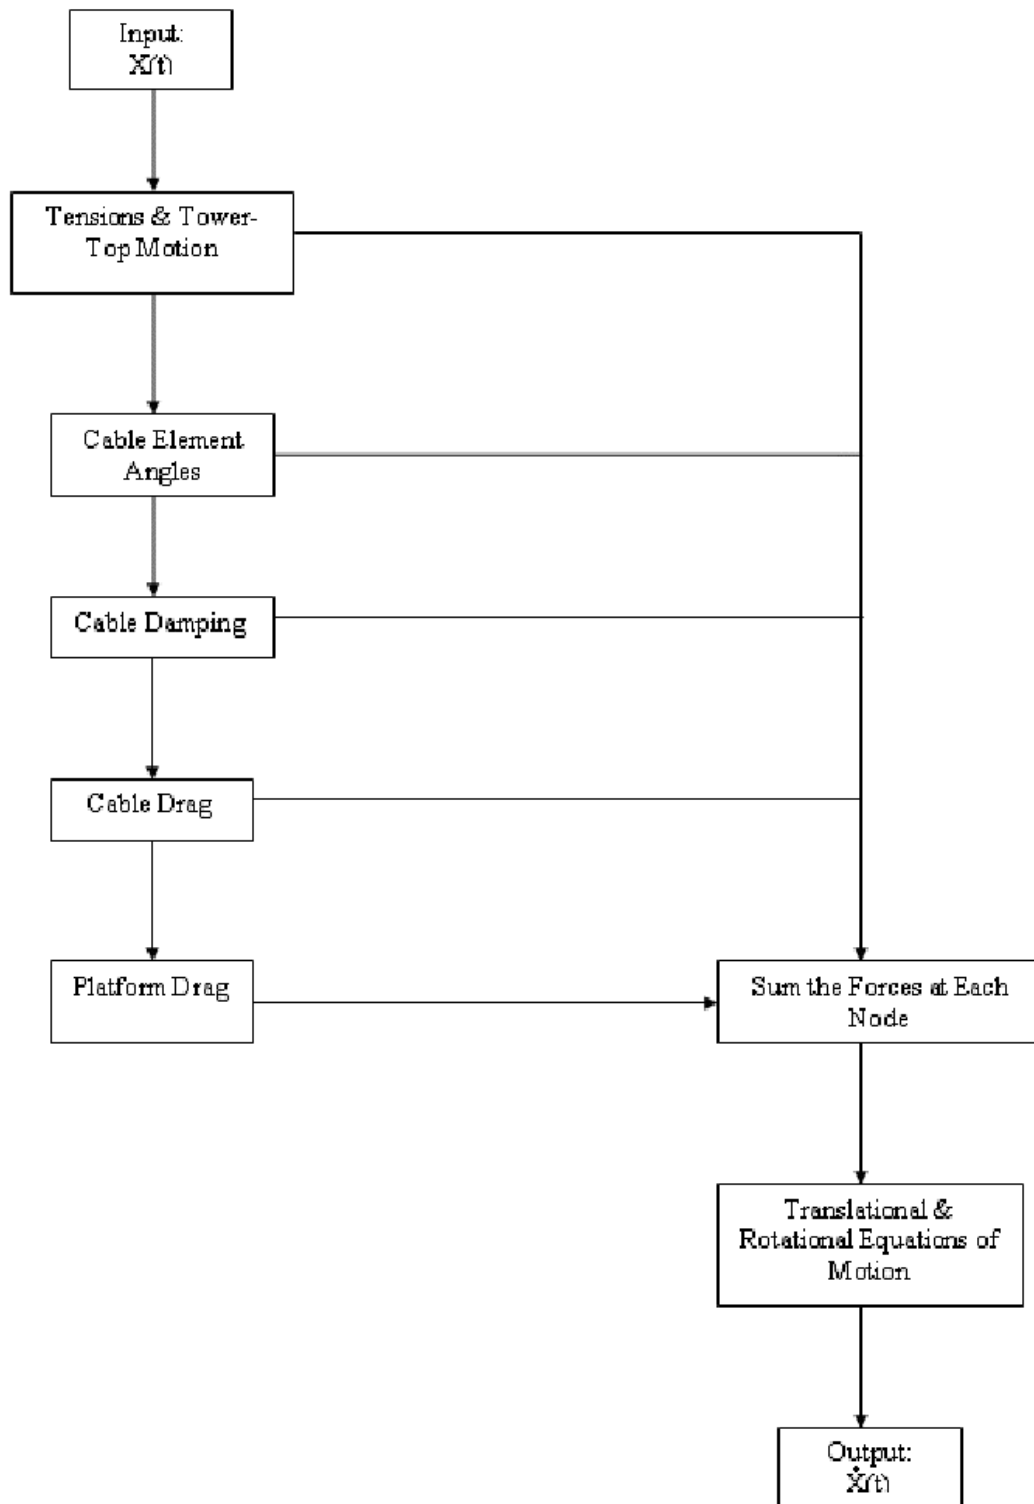 Input:
X(t)
Tensions & Tower-
Top Motion
Cable Element
Angles
Cable Damping
Cable Drag
Platform Drag
Sum the Forces at Each
Node
Translational &
Rotational Equations of
Motion
Output:
Ẋ(t)